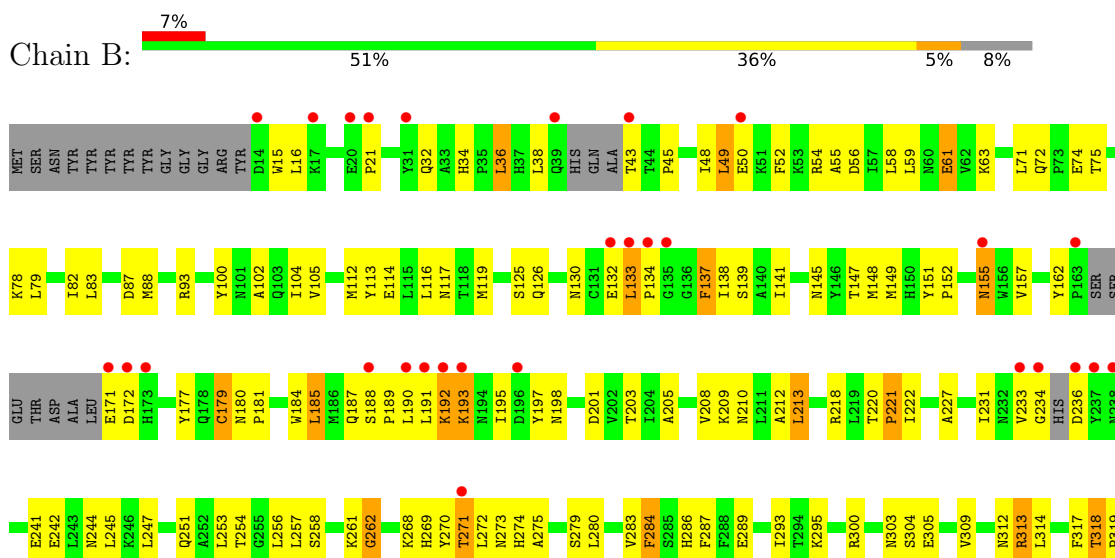 7%
Chain B:
51% 36% 5% 8%
MET SER ASN TYR TYR TYR TYR TYR GLY GLY ARG TYR D14 W15 L16 K17 E20 P21 Y31 Q32 A33 H34 P35 L36 H37 L38 Q39 HIS GLN ALA T43 T44 P45 I48 L49 E50 K51 F52 K53 R54 A55 D56 I57 L58 L59 N60 E61 V62 K63 L71 Q72 P73 E74 T75
K78 L79 I82 L83 D87 M88 R93 Y100 N101 A102 Q103 I104 V105 M112 Y113 E114 L115 L116 N117 T118 M119 S125 Q126 N130 C131 E132 L133 P134 G135 G136 F137 I138 S139 A140 I141 N145 Y146 T147 M148 M149 H150 Y151 P152 N155 W156 V157 Y162 P163 SER SER
GLU THR ASP ALA LEU E171 D172 H173 Y177 Q178 C179 N180 P181 W184 L185 M186 Q187 S188 P189 L190 L191 K192 K193 N194 I195 D196 Y197 N198 D201 V202 T203 I204 A205 V208 K209 N210 L211 A212 L213 R218 L219 T220 P221 I222 A227 I231 N232 V233 G234 HIS D236 Y237 N238
E241 E242 L243 N244 L245 K246 L247 Q251 A252 L253 T254 G255 L256 L257 S258 K261 G262 K268 H269 Y270 T271 L272 N273 H274 A275 S279 L280 V283 F284 S285 H286 F287 F288 E289 I293 T294 K295 R300 N303 S304 E305 V309 N312 R313 L314 F317 T318